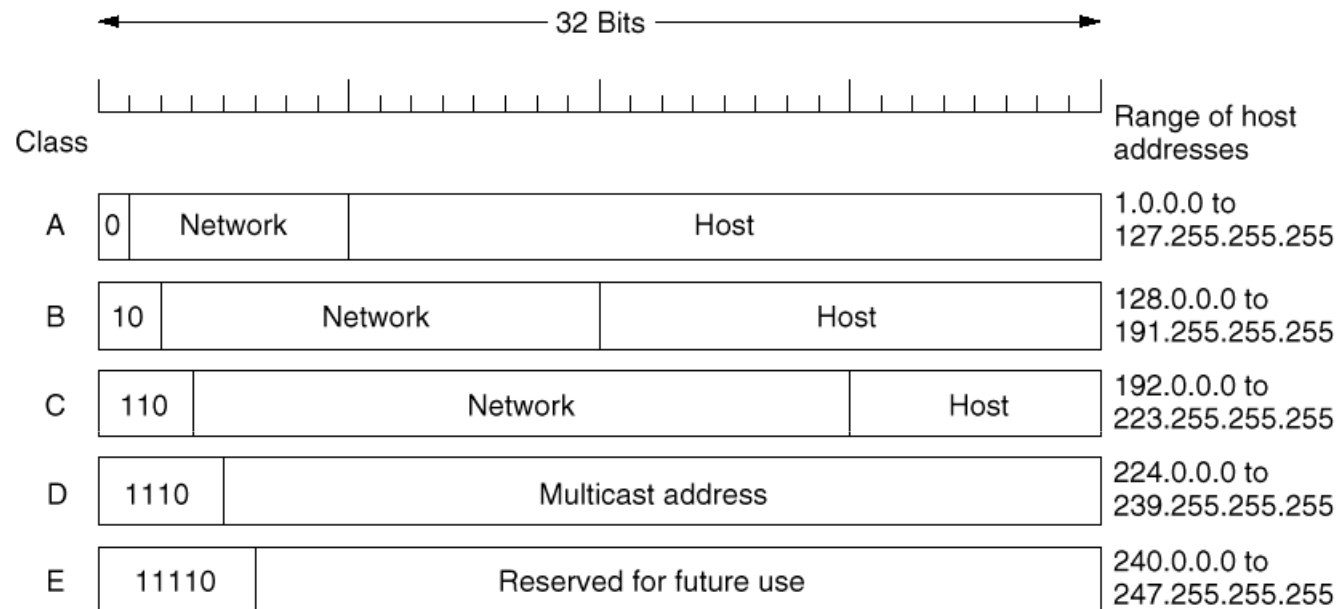 32 Bits
Range of host
addresses
Class
A 0 Network Host 1.0.0.0 to
127.255.255.255
B 10 Network Host 128.0.0.0 to
191.255.255.255
C 110 Network Host 192.0.0.0 to
223.255.255.255
D 1110 Multicast address 224.0.0.0 to
239.255.255.255
E 11110 Reserved for future use 240.0.0.0 to
247.255.255.255